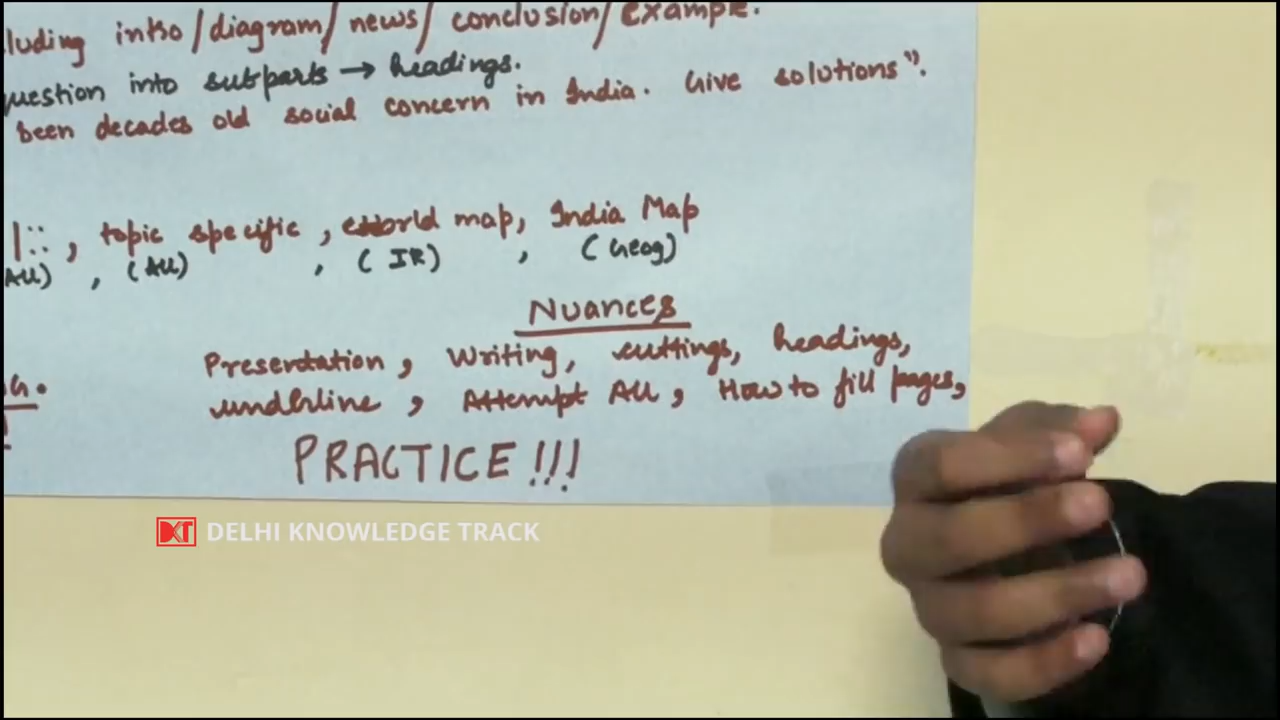 cluding intro/diagram/news/conclusion/example.
question into subparts → headings.
been decades old social concern in India. Give solutions".
, topic specific, world map, India Map
(All), (All), (IR), (Geog)
Nuances
Presentation, Writing, cuttings, headings,
underline, Attempt All, How to fill pages,
PRACTICE!!!
DKT DELHI KNOWLEDGE TRACK